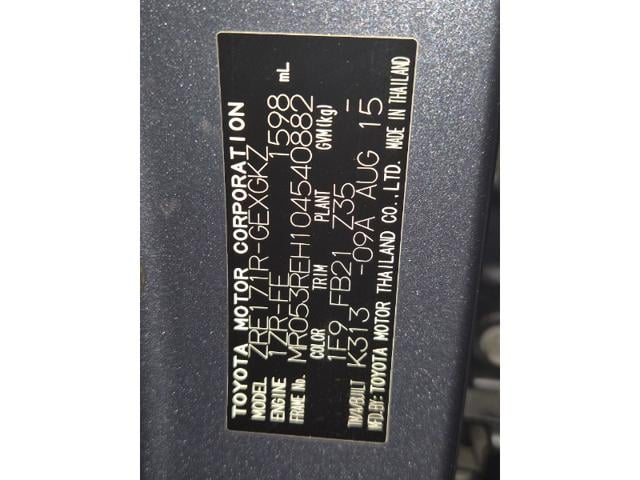 TOYOTA MOTOR CORPORATION
MODEL ZRE171R-GEXGKZ
ENGINE 1ZR-FE 1598 mL
FRAME No. MR053REH104540882
COLOR TRIM PLANT GVM(kg)
1F9 FB21 Z35 -
TM/A/BUILT K313 -09A AUG 15
MFD.BY: TOYOTA MOTOR THAILAND CO.,LTD. MADE IN THAILAND